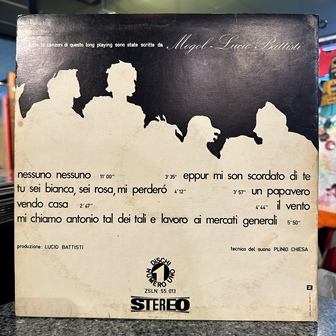 le canzoni di questo long playing sono state scritte da Mogol - Lucio Battisti
nessuno nessuno 11'00" 3'35" eppur mi son scordato di te
tu sei bianca, sei rosa, mi perderó 4'12" 3'57" un papavero
vendo casa 2'47" 4'44" il vento
mi chiamo antonio tal dei tali e lavoro ai mercati generali 5'50"
produzione: LUCIO BATTISTI tecnico del suono PLINIO CHIESA
DISCHI NUMERO UNO
1
ZSLN 55.013
STEREO